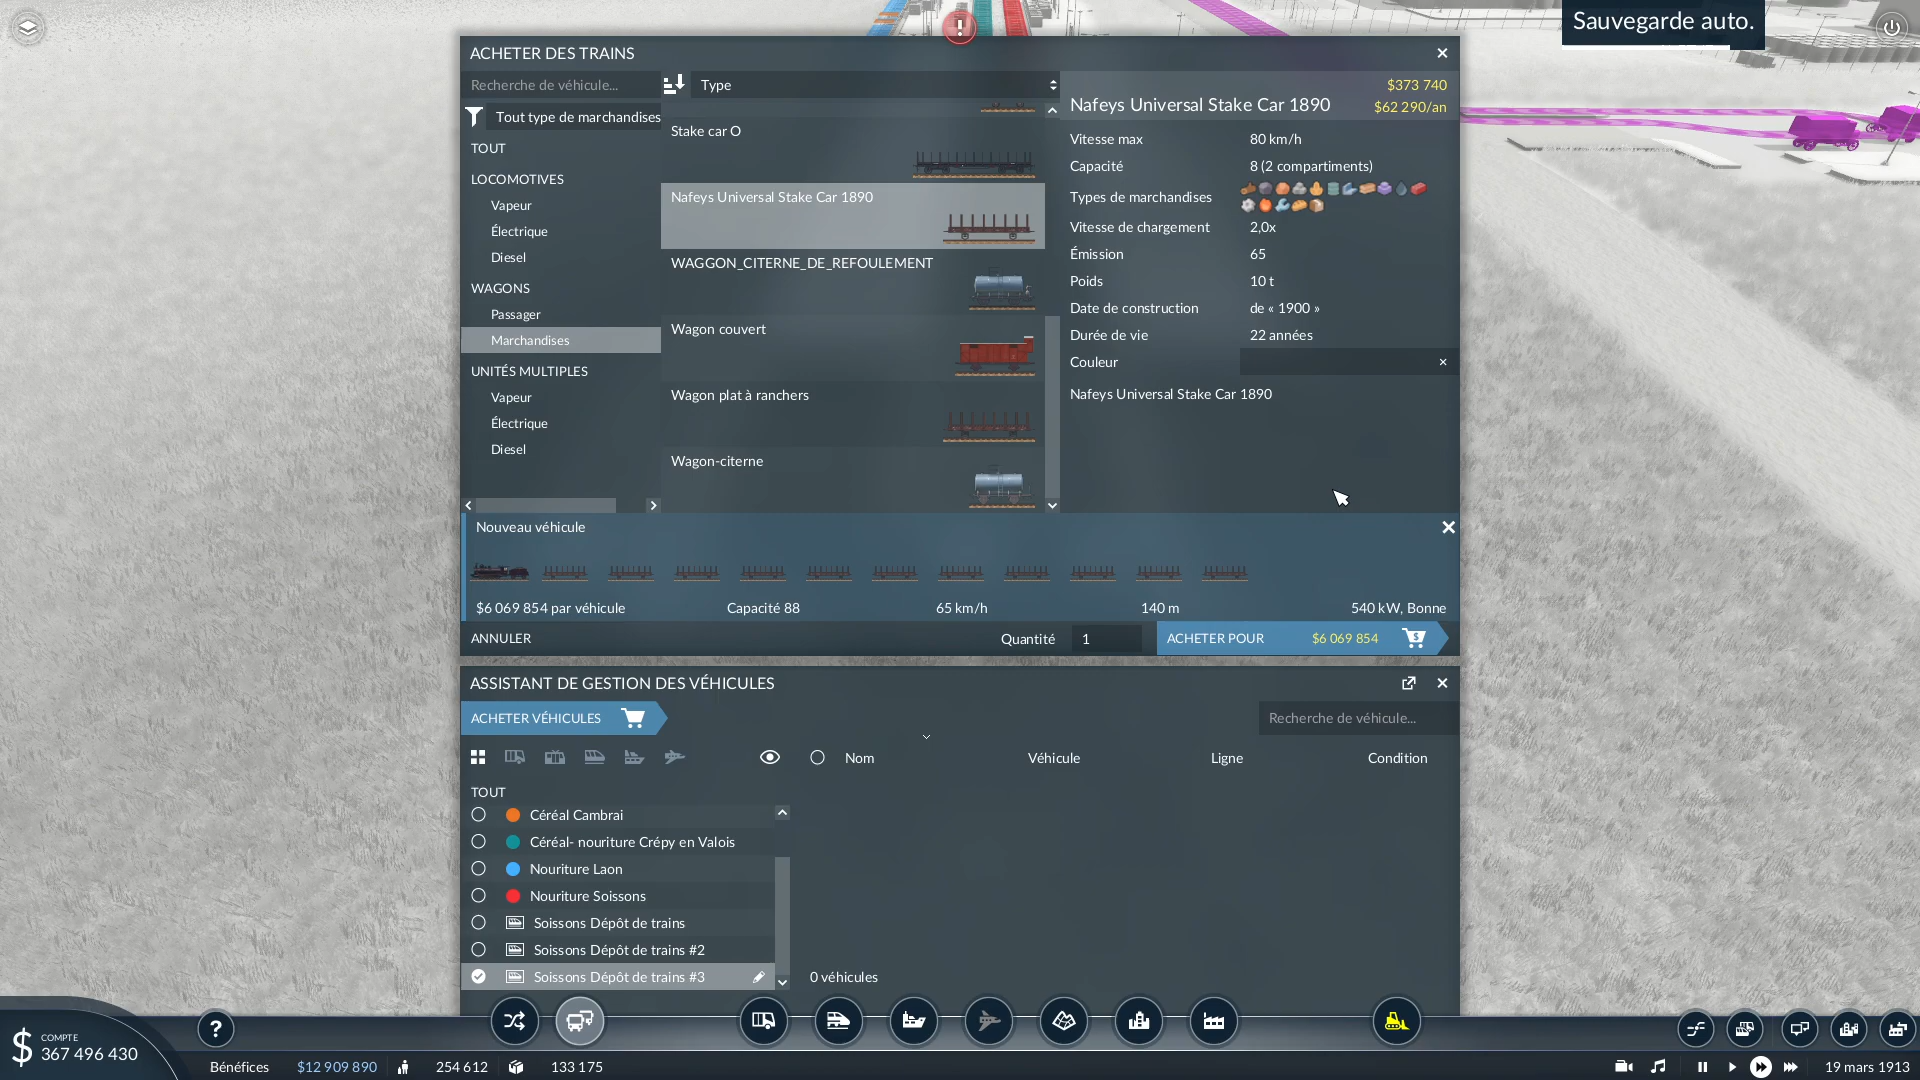 Sauvegarde auto.
ACHETER DES TRAINS
Recherche de véhicule...
Type
Tout type de marchandises
TOUT
LOCOMOTIVES
Vapeur
Électrique
Diesel
WAGONS
Passager
Marchandises
UNITÉS MULTIPLES
Vapeur
Électrique
Diesel
Stake car O
Nafeys Universal Stake Car 1890
WAGGON_CITERNE_DE_REFOULEMENT
Wagon couvert
Wagon plat à ranchers
Wagon-citerne
Nafeys Universal Stake Car 1890
$373 740
$62 290/an
Vitesse max 80 km/h
Capacité 8 (2 compartiments)
Types de marchandises
Vitesse de chargement 2,0x
Émission 65
Poids 10 t
Date de construction de « 1900 »
Durée de vie 22 années
Couleur
Nafeys Universal Stake Car 1890
Nouveau véhicule
$6 069 854 par véhicule Capacité 88 65 km/h 140 m 540 kW, Bonne
ANNULER Quantité 1 ACHETER POUR $6 069 854
ASSISTANT DE GESTION DES VÉHICULES
ACHETER VÉHICULES
Recherche de véhicule...
Nom Véhicule Ligne Condition
TOUT
Céréal Cambrai
Céréal- nouriture Crépy en Valois
Nouriture Laon
Nouriture Soissons
Soissons Dépôt de trains
Soissons Dépôt de trains #2
Soissons Dépôt de trains #3
0 véhicules
?
$ COMPTE
367 496 430
Bénéfices $12 909 890 254 612 133 175
19 mars 1913